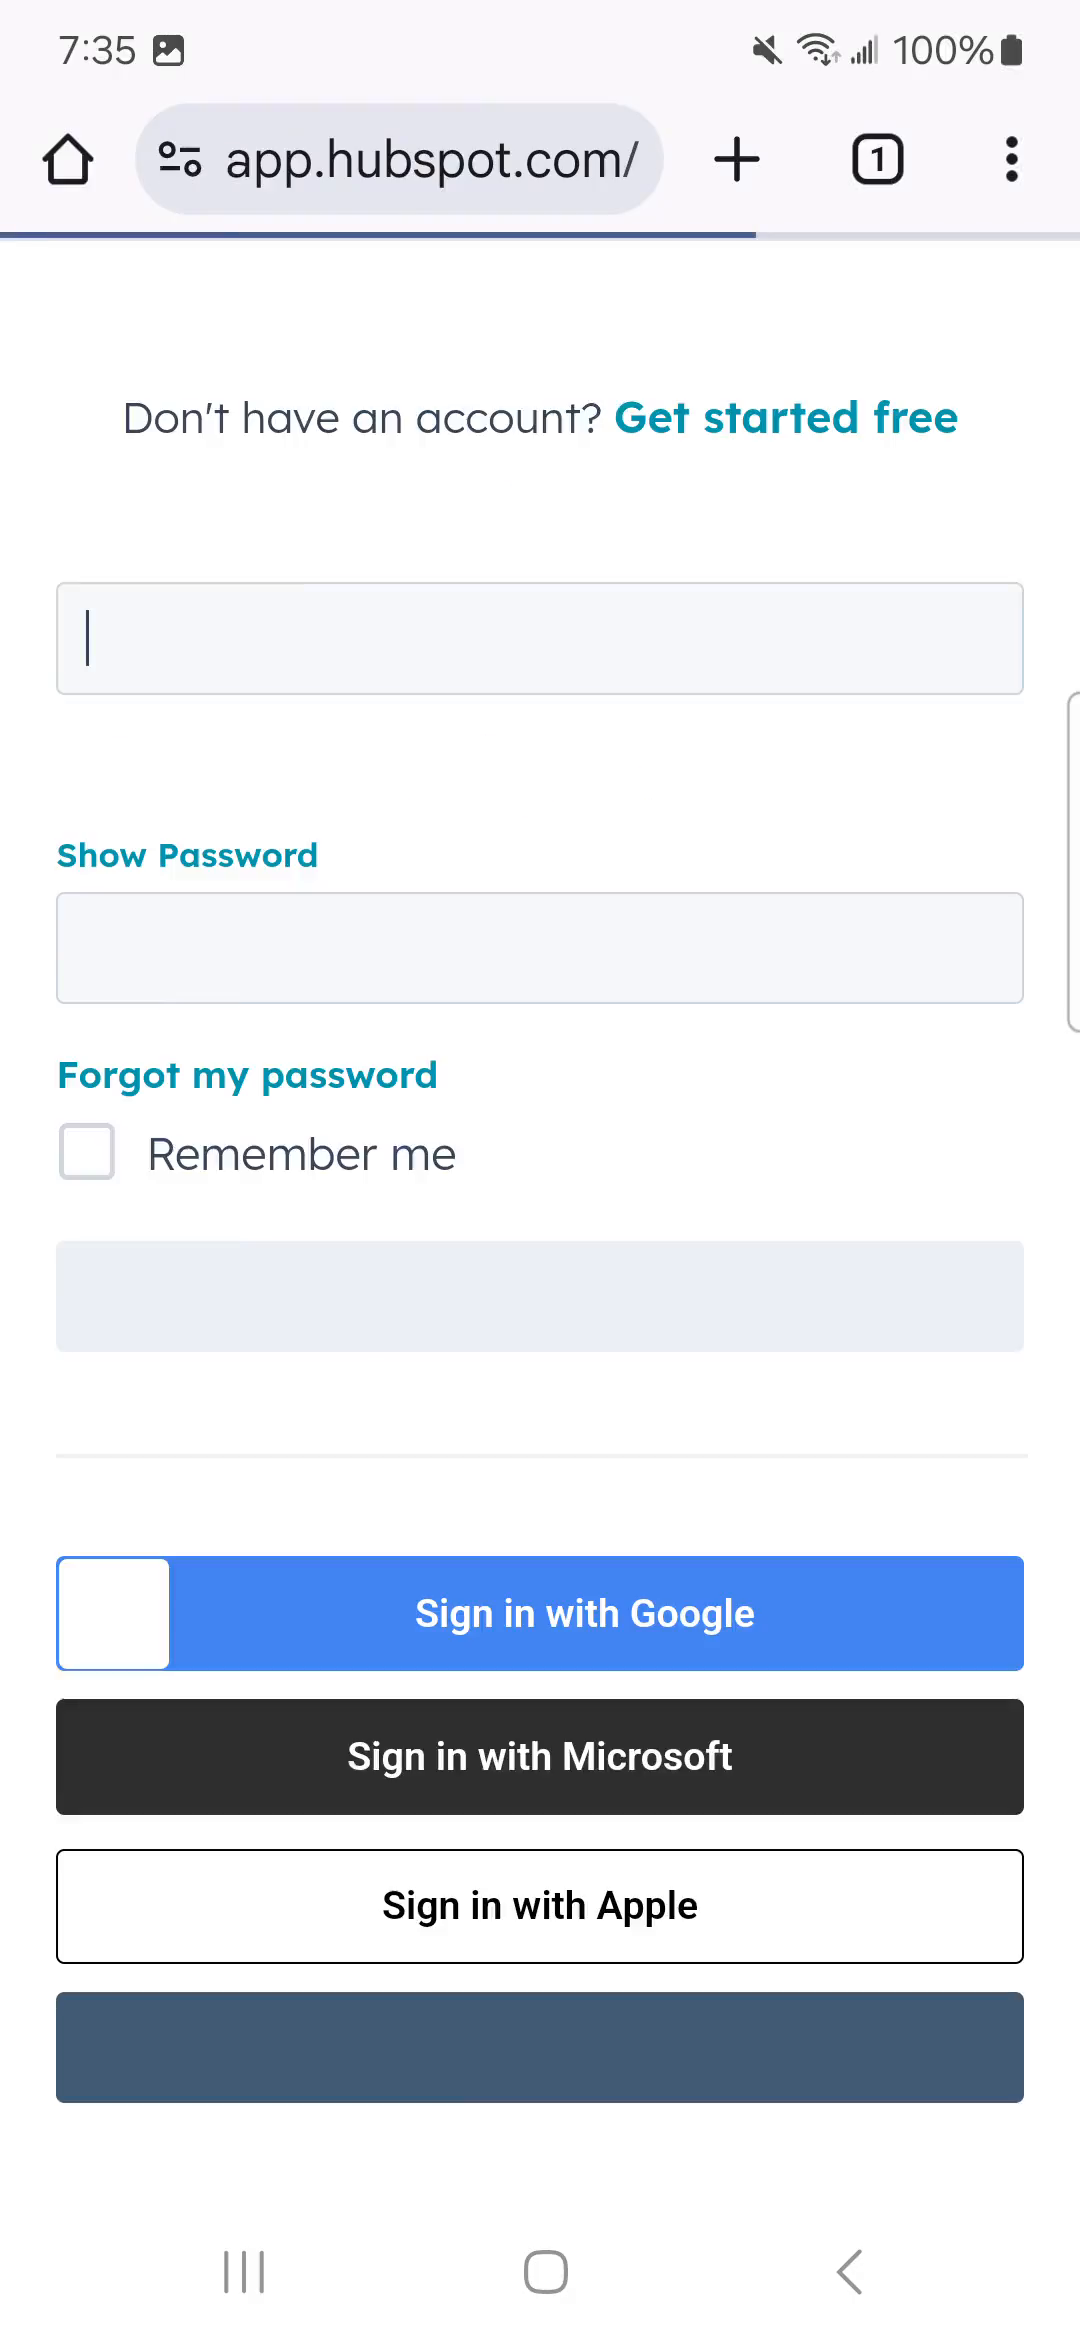 7:35 100%
app.hubspot.com/ 1
Don't have an account? Get started free
Show Password
Forgot my password
Remember me
Sign in with Google
Sign in with Microsoft
Sign in with Apple